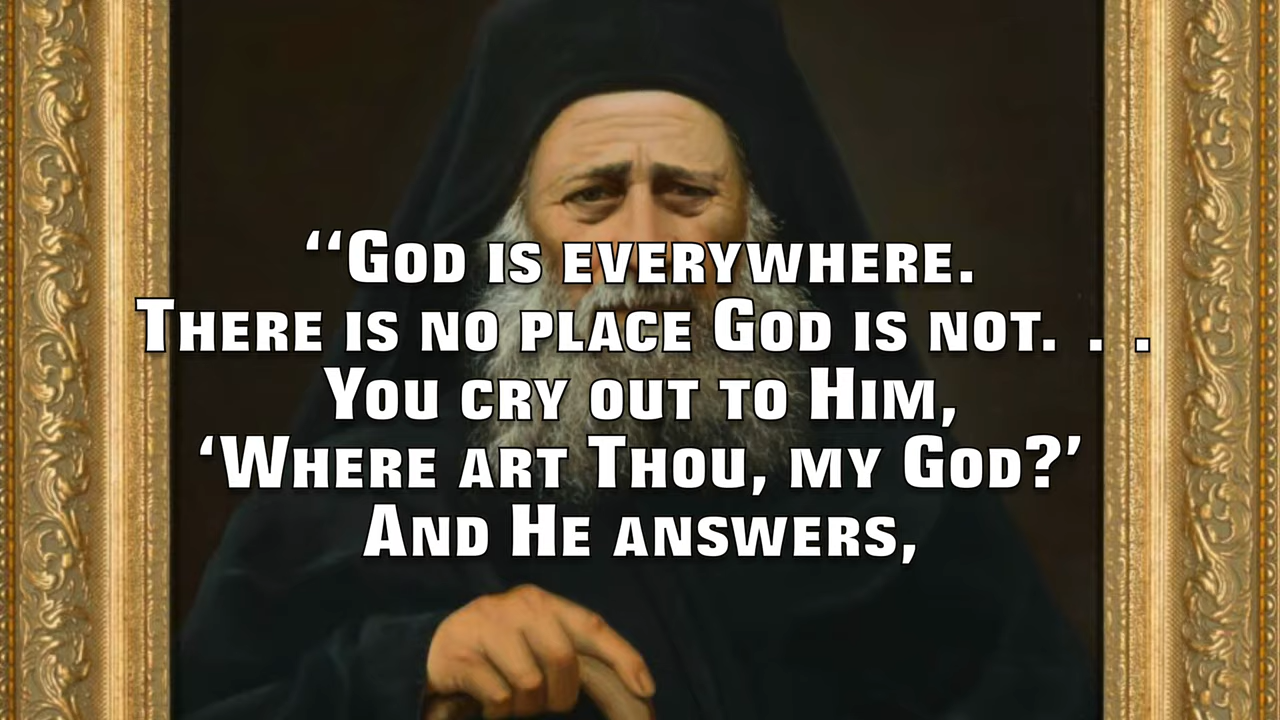 “God is everywhere.
There is no place God is not. . .
You cry out to Him,
‘Where art Thou, my God?’
And He answers,